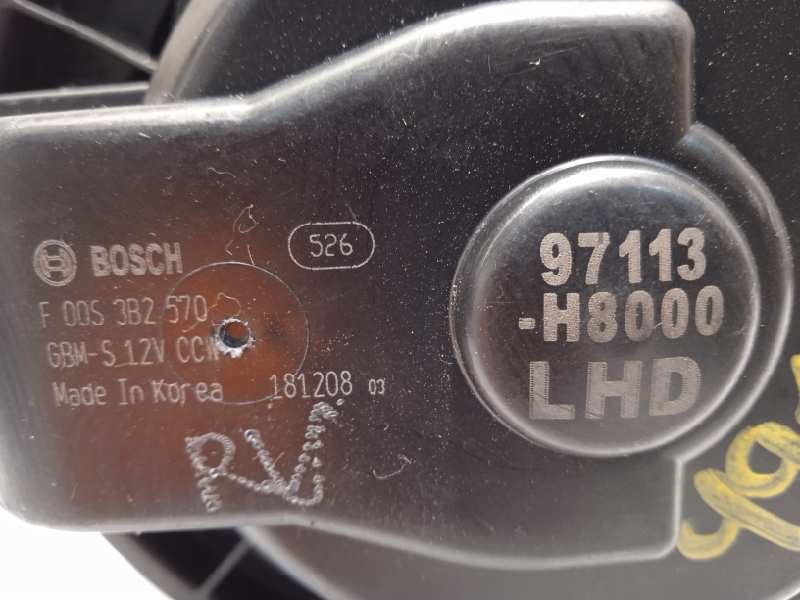 BOSCH
526
F 00S 3B2 570
GBM-S 12V CCW
Made In Korea 181208 03
97113
-H8000
LHD